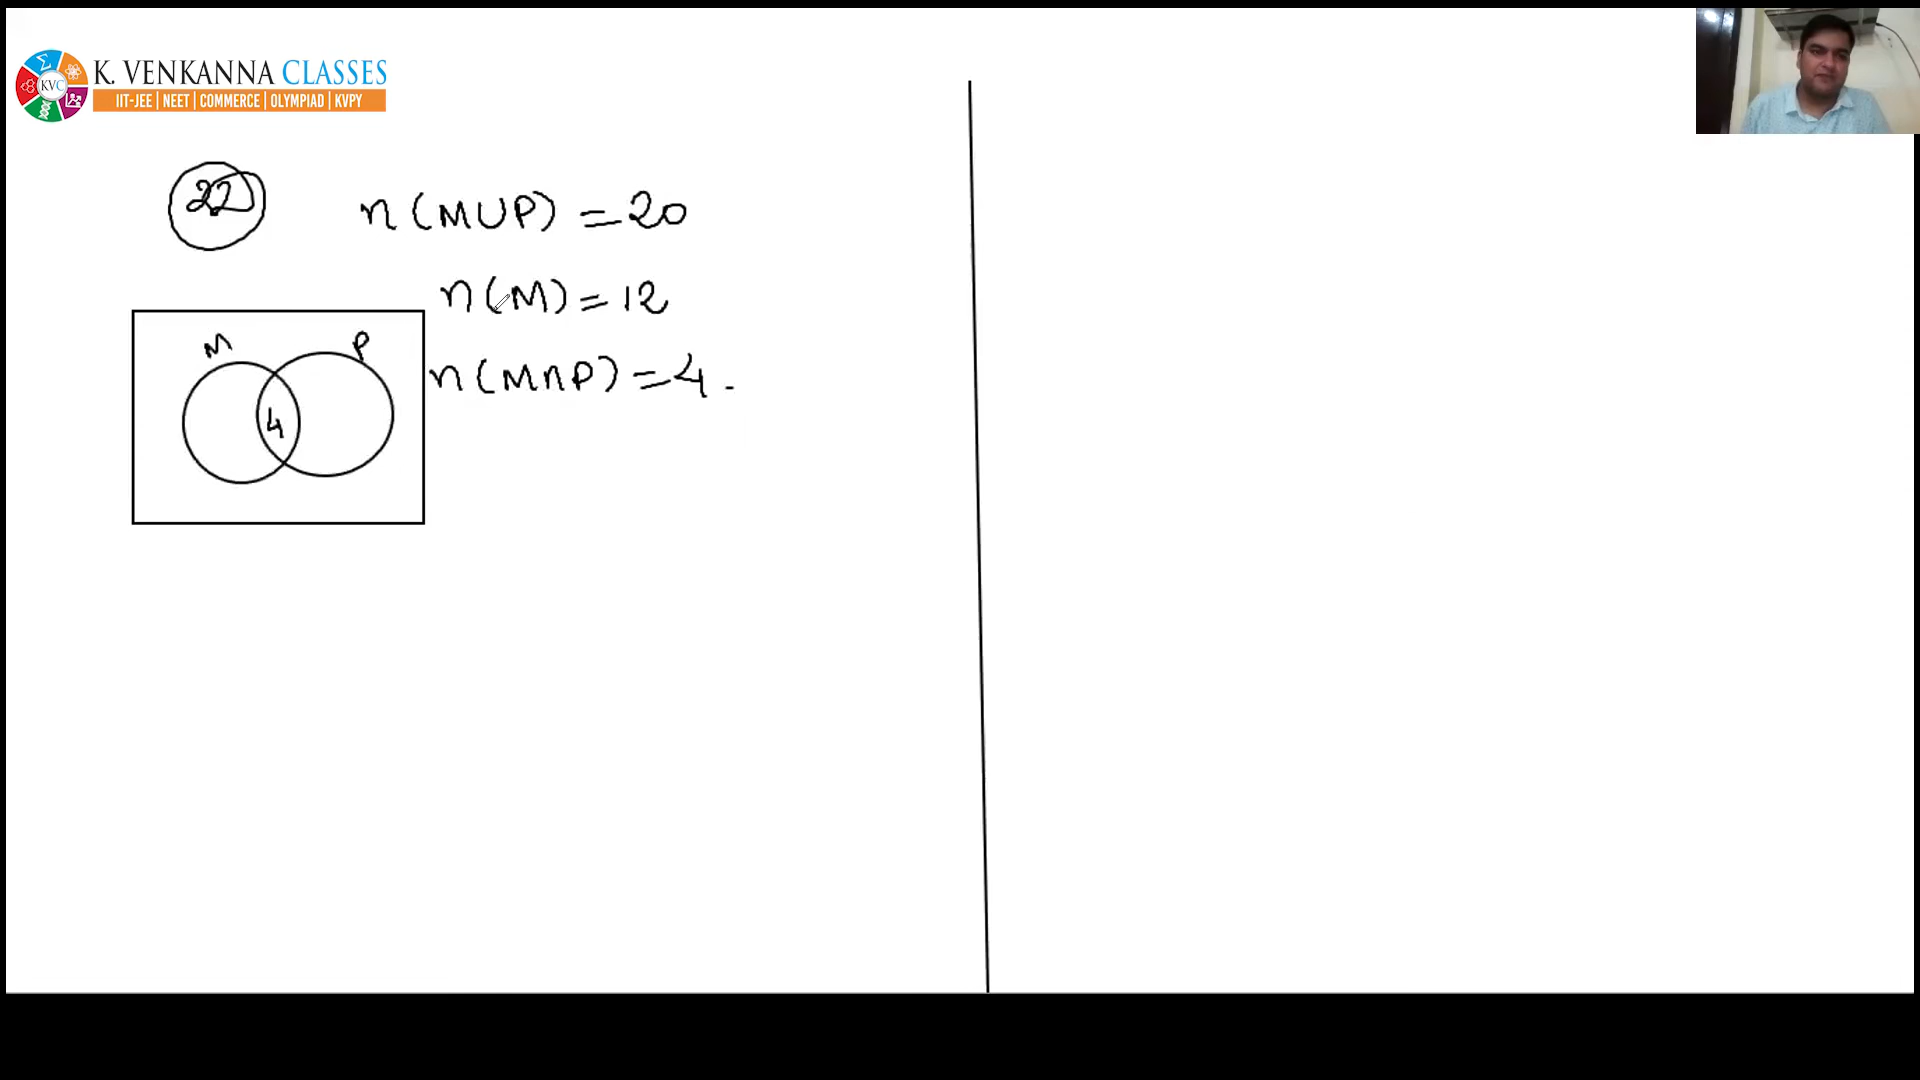 K. VENKANNA CLASSES
KVC
IIT-JEE | NEET | COMMERCE | OLYMPIAD | KVPY
22
n(M∪P) = 20
n(M) = 12
n(M∩P) = 4.
M P
4